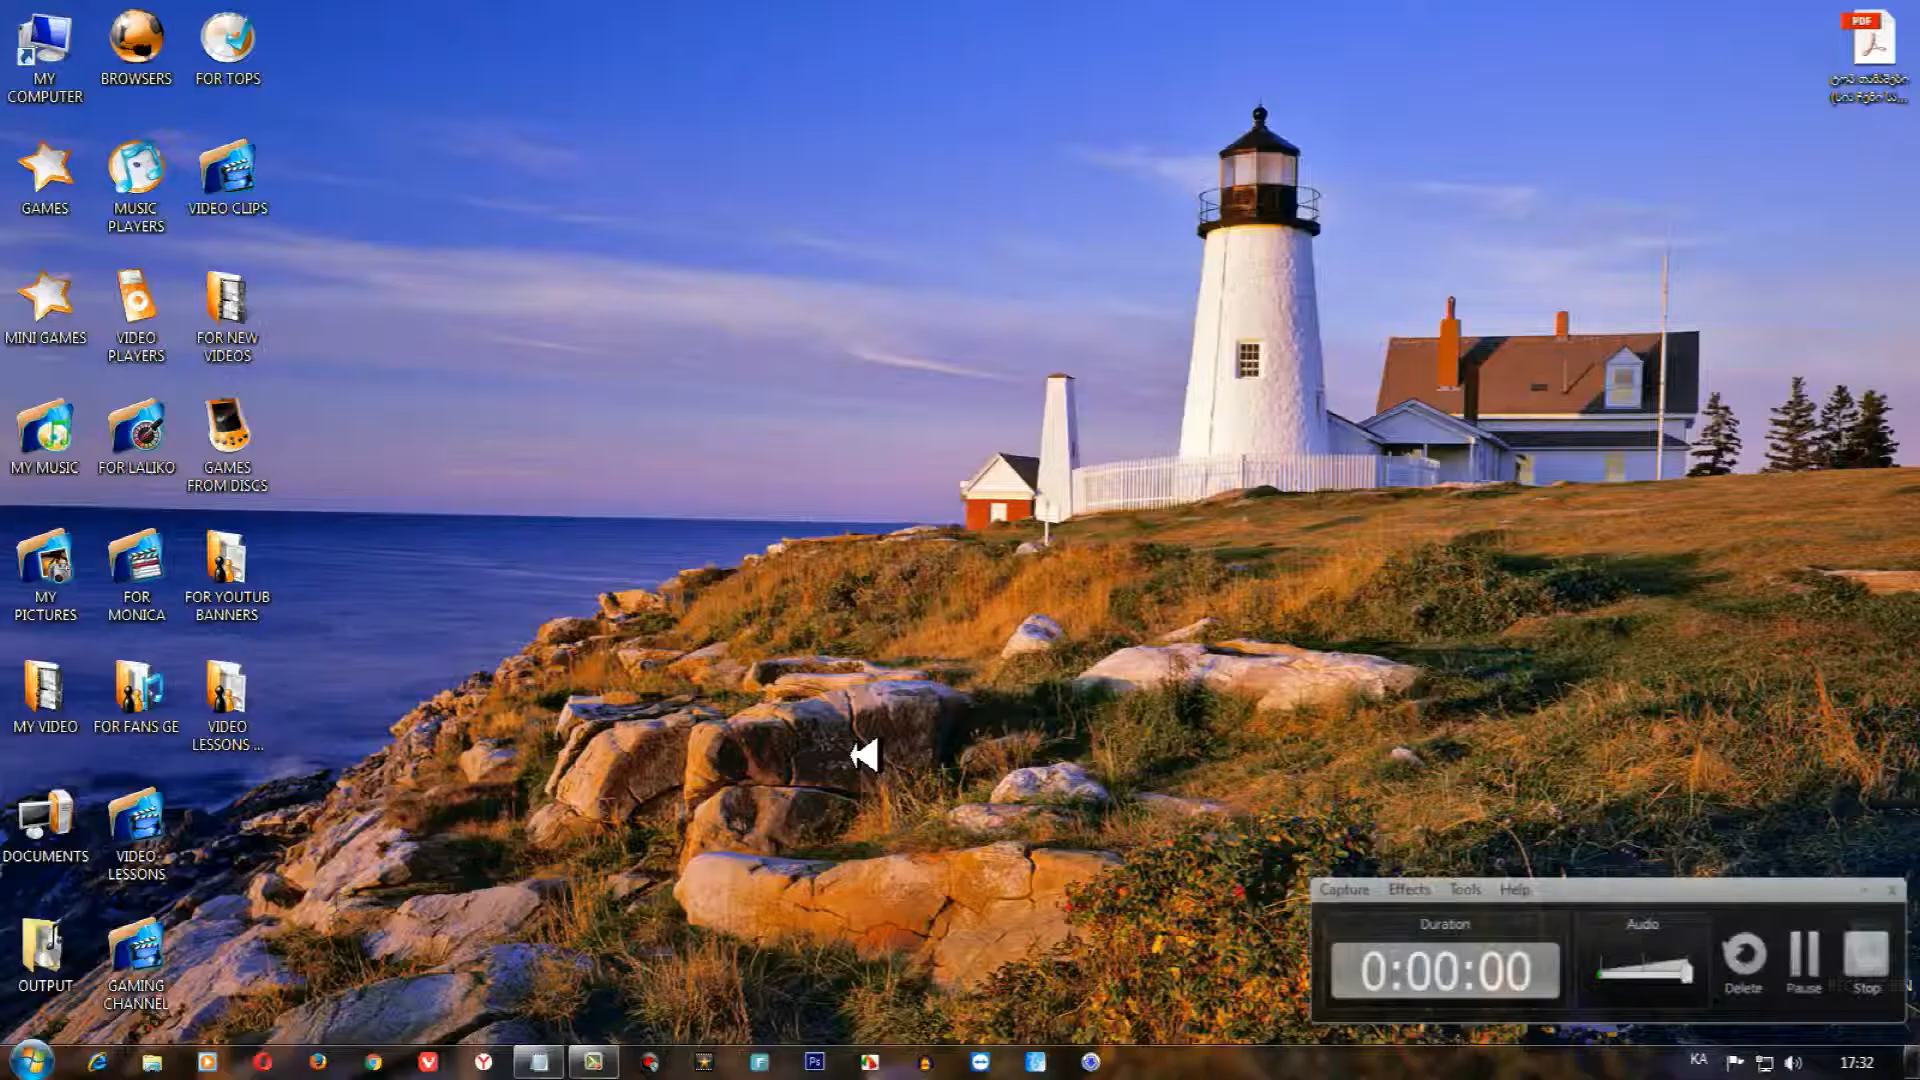 MY
COMPUTER
BROWSERS
FOR TOPS
GAMES
MUSIC
PLAYERS
VIDEO CLIPS
MINI GAMES
VIDEO
PLAYERS
FOR NEW
VIDEOS
MY MUSIC
FOR LALIKO
GAMES
FROM DISCS
MY
PICTURES
FOR
MONICA
FOR YOUTUB
BANNERS
MY VIDEO
FOR FANS GE
VIDEO
LESSONS ...
DOCUMENTS
VIDEO
LESSONS
OUTPUT
GAMING
CHANNEL
PDF
ტოპ თამაშები
Capture Effects Tools Help
Duration
Audio
0:00:00
Delete
Pause
Stop
Ps
KA
17:32